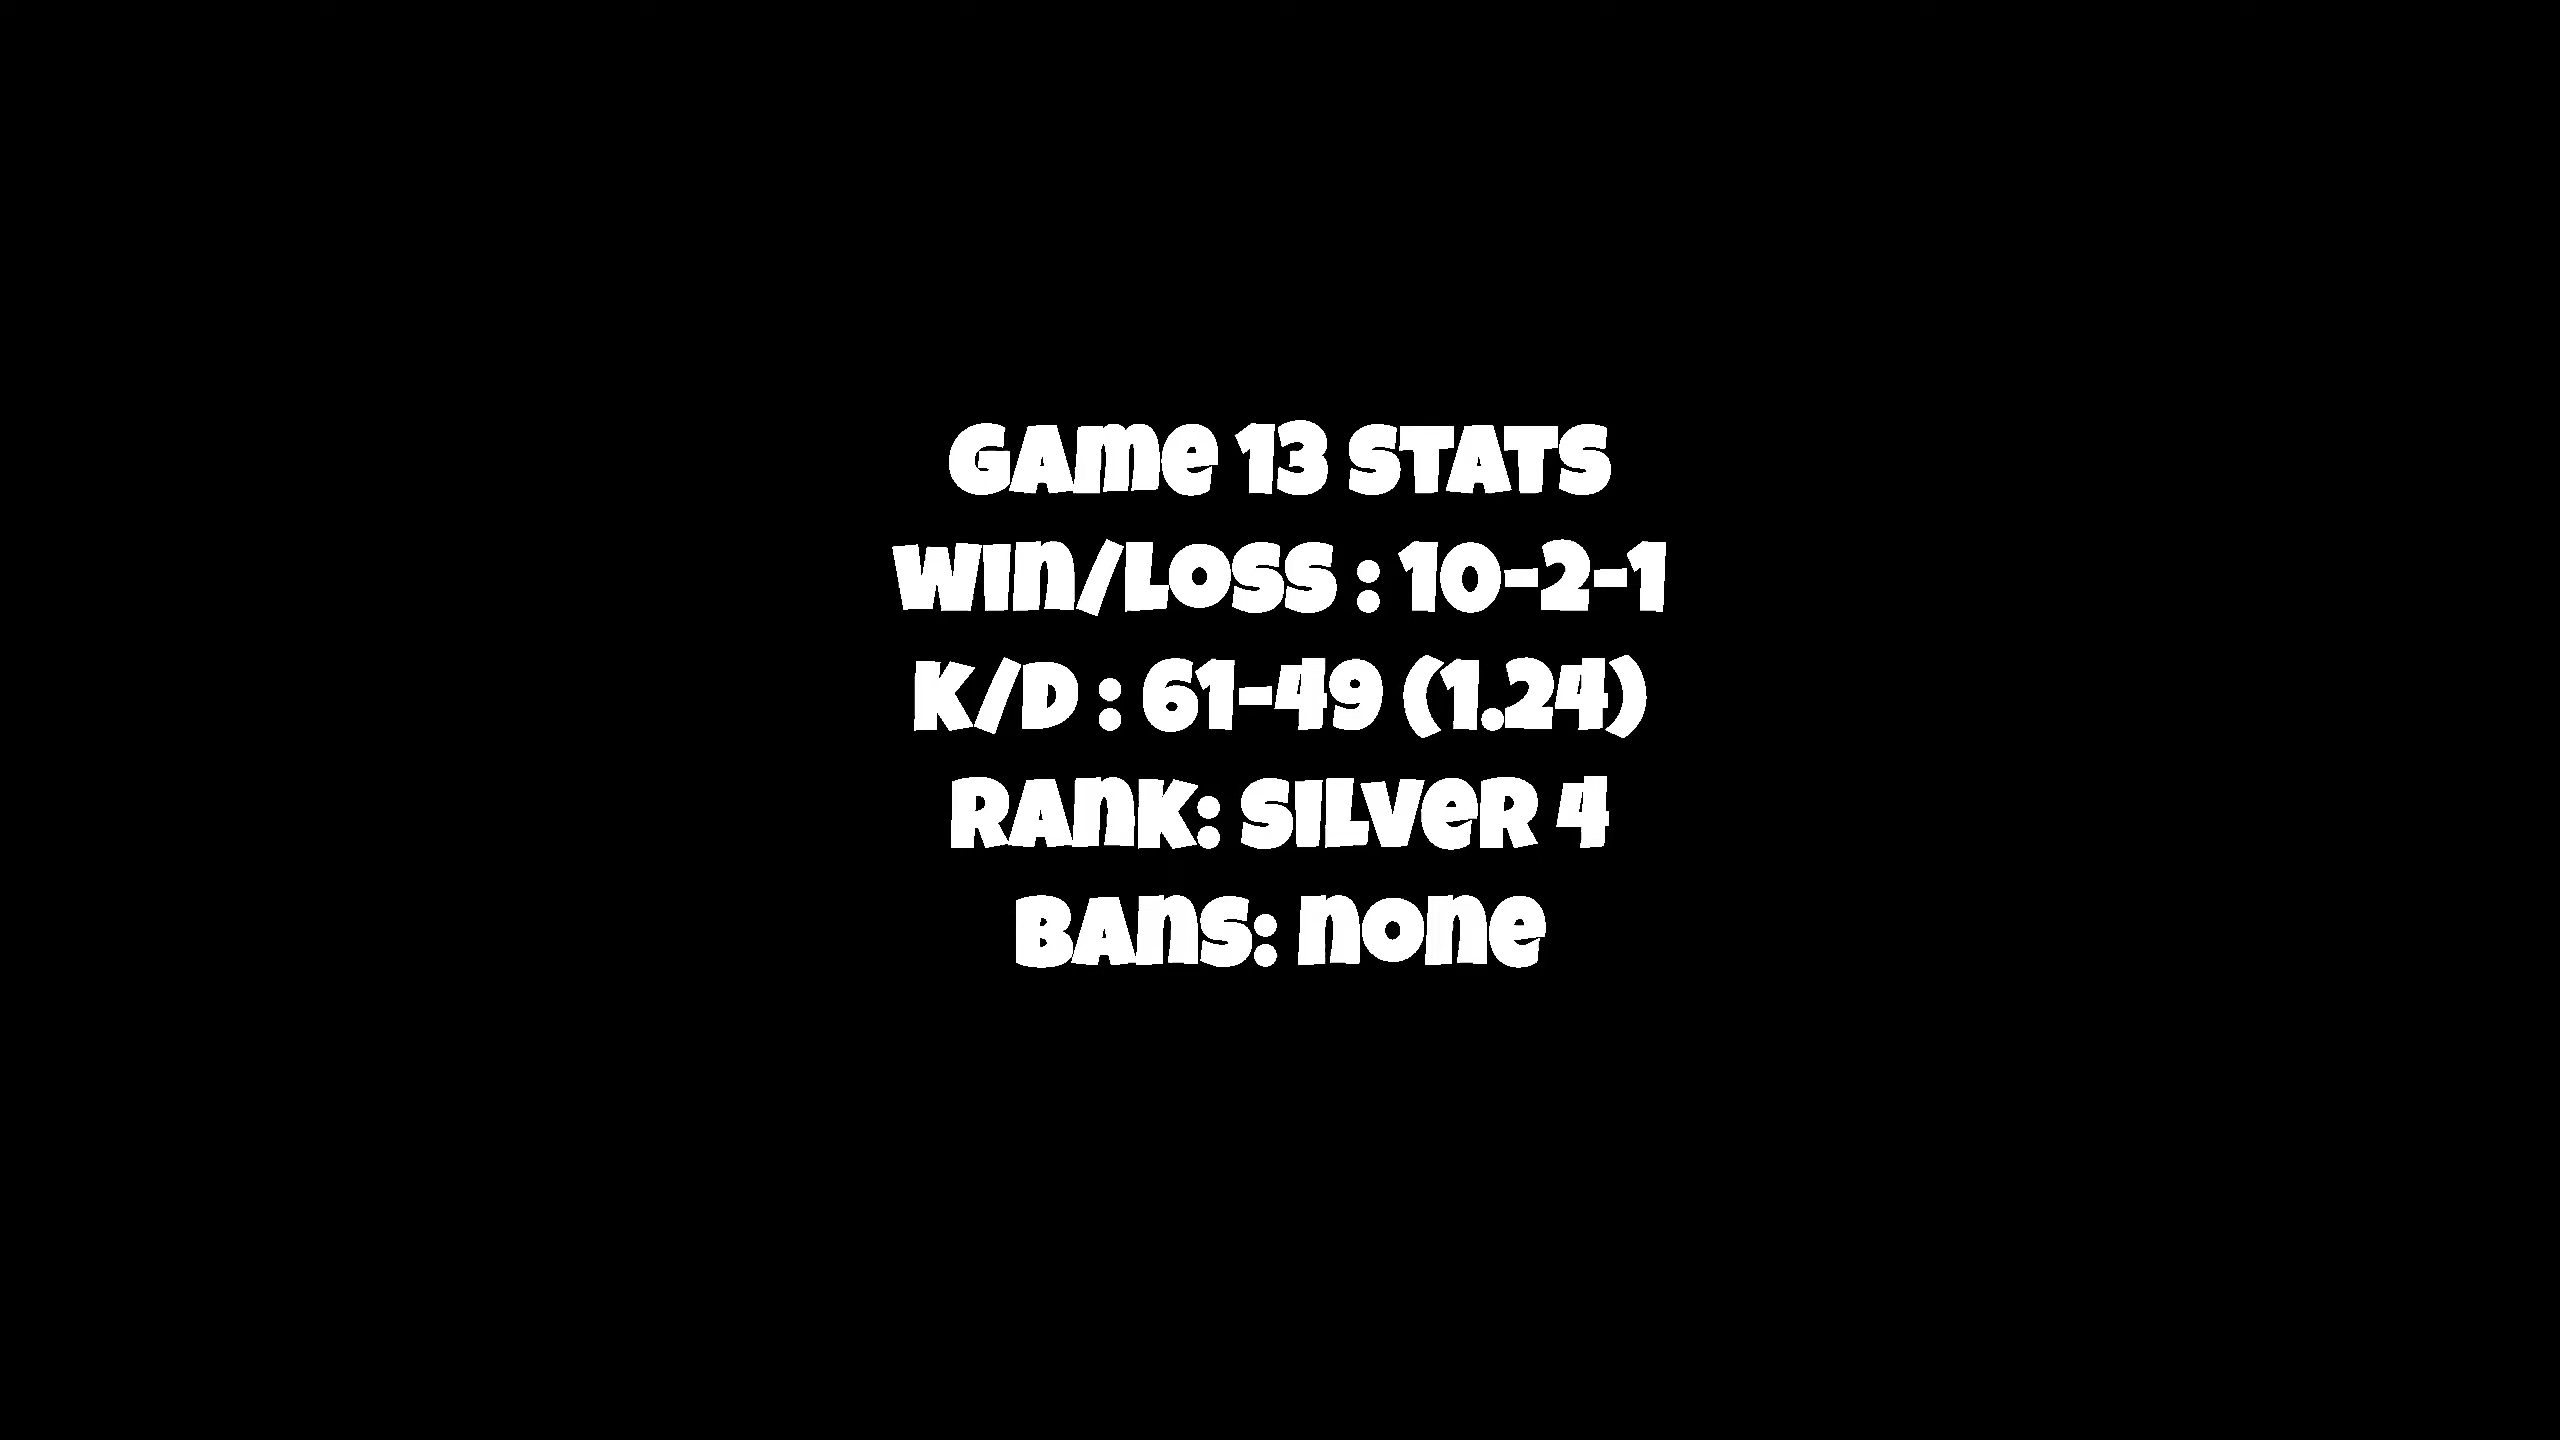 Game 13 Stats
Win/Loss : 10-2-1
K/D : 61-49 (1.24)
Rank: Silver 4
Bans: none